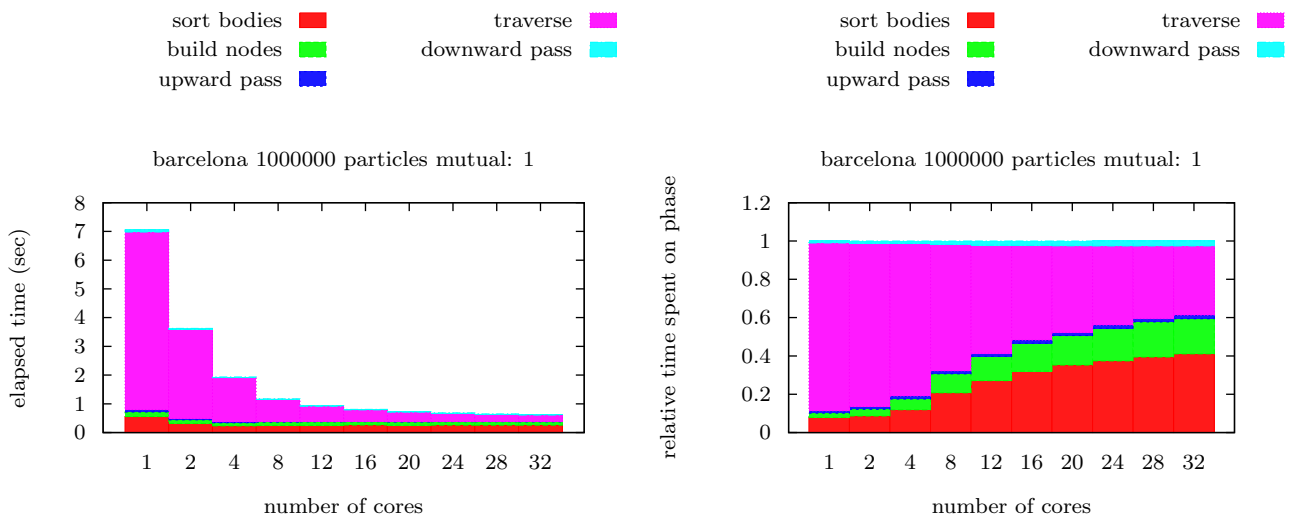 sort bodies
build nodes
upward pass
traverse
downward pass
barcelona 1000000 particles mutual: 1
elapsed time (sec)
8
7
6
5
4
3
2
1
0
1 2 4 8 12 16 20 24 28 32
number of cores
sort bodies
build nodes
upward pass
traverse
downward pass
barcelona 1000000 particles mutual: 1
relative time spent on phase
1.2
1
0.8
0.6
0.4
0.2
0
1 2 4 8 12 16 20 24 28 32
number of cores